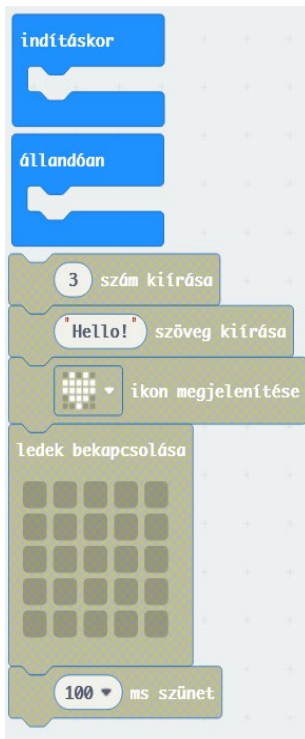 indításkor
állandóan
3 szám kiírása
"Hello!" szöveg kiírása
ikon megjelenítése
ledek bekapcsolása
100 ms szünet